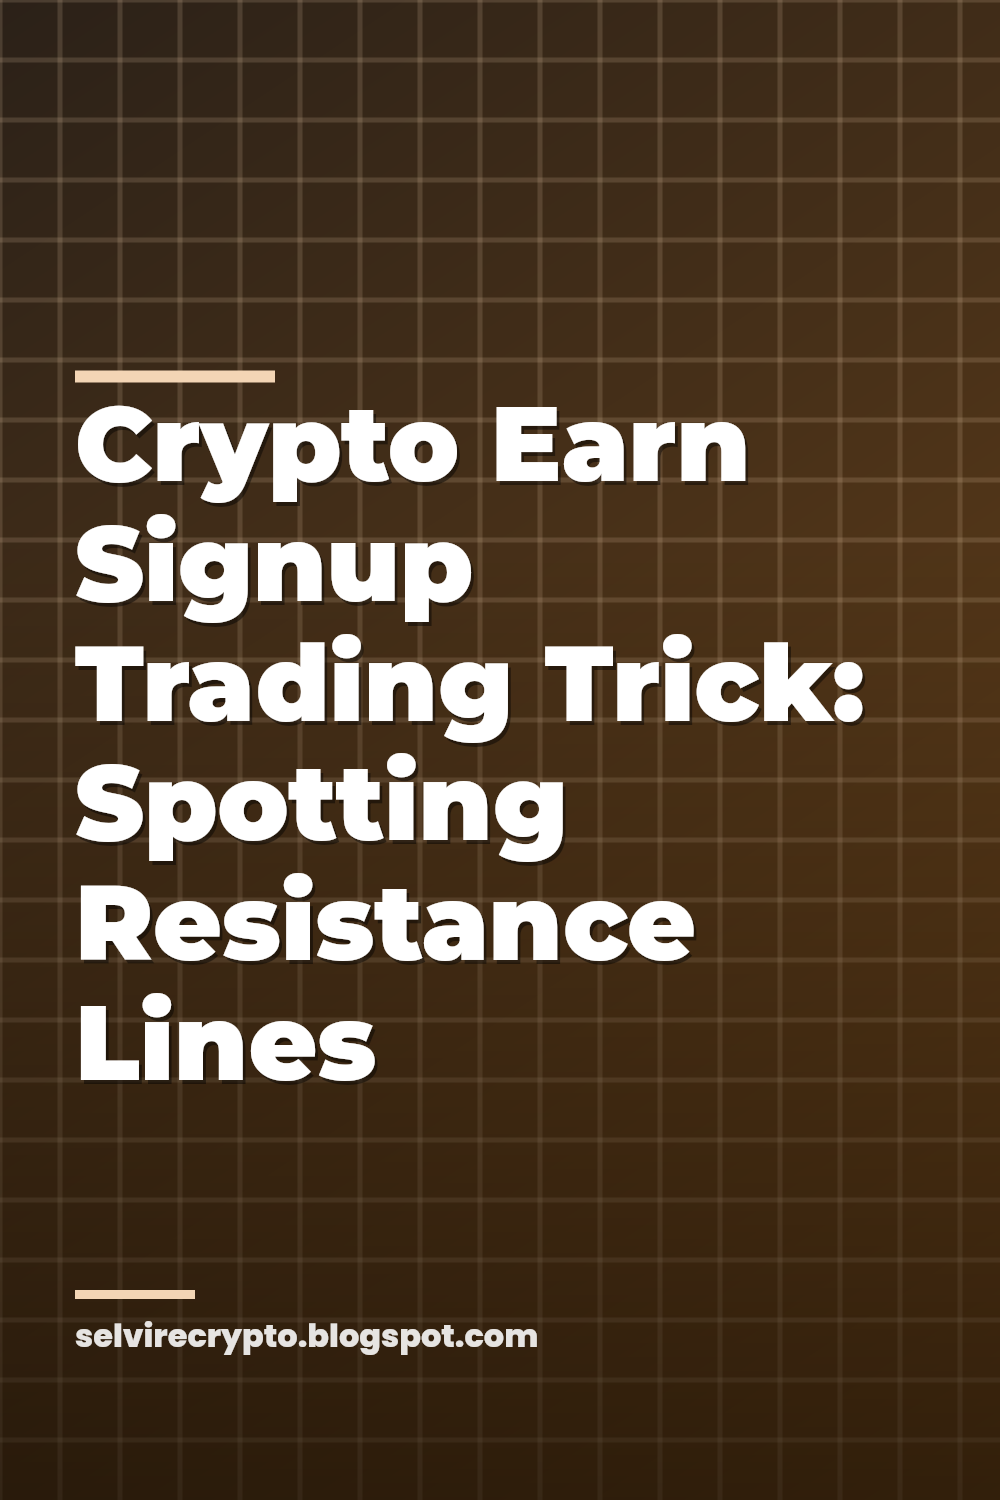 Crypto Earn
Signup
Trading Trick:
Spotting
Resistance
Lines
selvirecrypto.blogspot.com